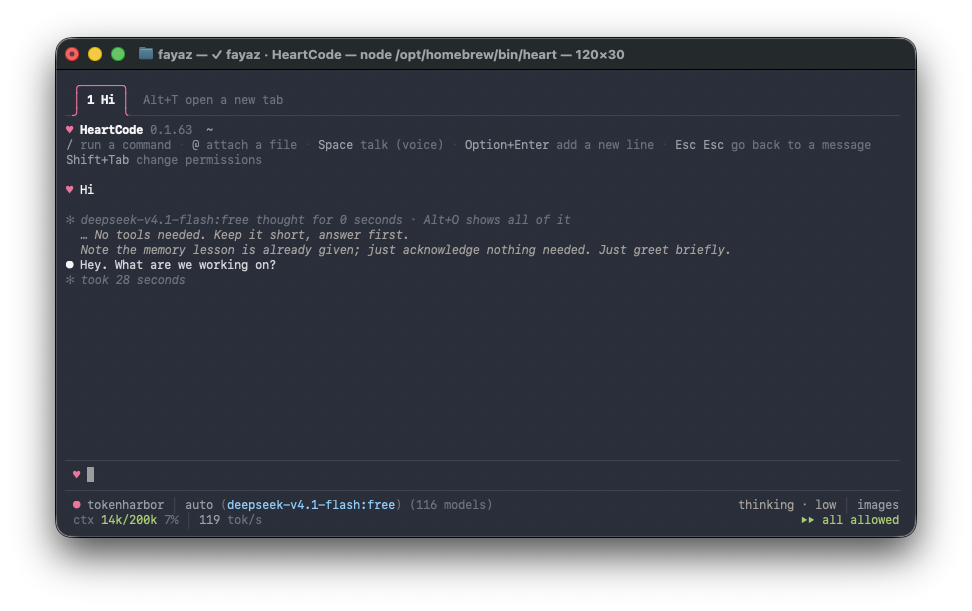 fayaz — ✓ fayaz · HeartCode — node /opt/homebrew/bin/heart — 120×30
1 Hi Alt+T open a new tab
♥ HeartCode 0.1.63 ~
/ run a command · @ attach a file · Space talk (voice) · Option+Enter add a new line · Esc Esc go back to a message
Shift+Tab change permissions
♥ Hi
✻ deepseek-v4.1-flash:free thought for 0 seconds · Alt+O shows all of it
… No tools needed. Keep it short, answer first.
Note the memory lesson is already given; just acknowledge nothing needed. Just greet briefly.
● Hey. What are we working on?
✻ took 28 seconds
♥
● tokenharbor │ auto (deepseek-v4.1-flash:free) (116 models) thinking · low │ images
ctx 14k/200k 7% │ 119 tok/s ▸▸ all allowed